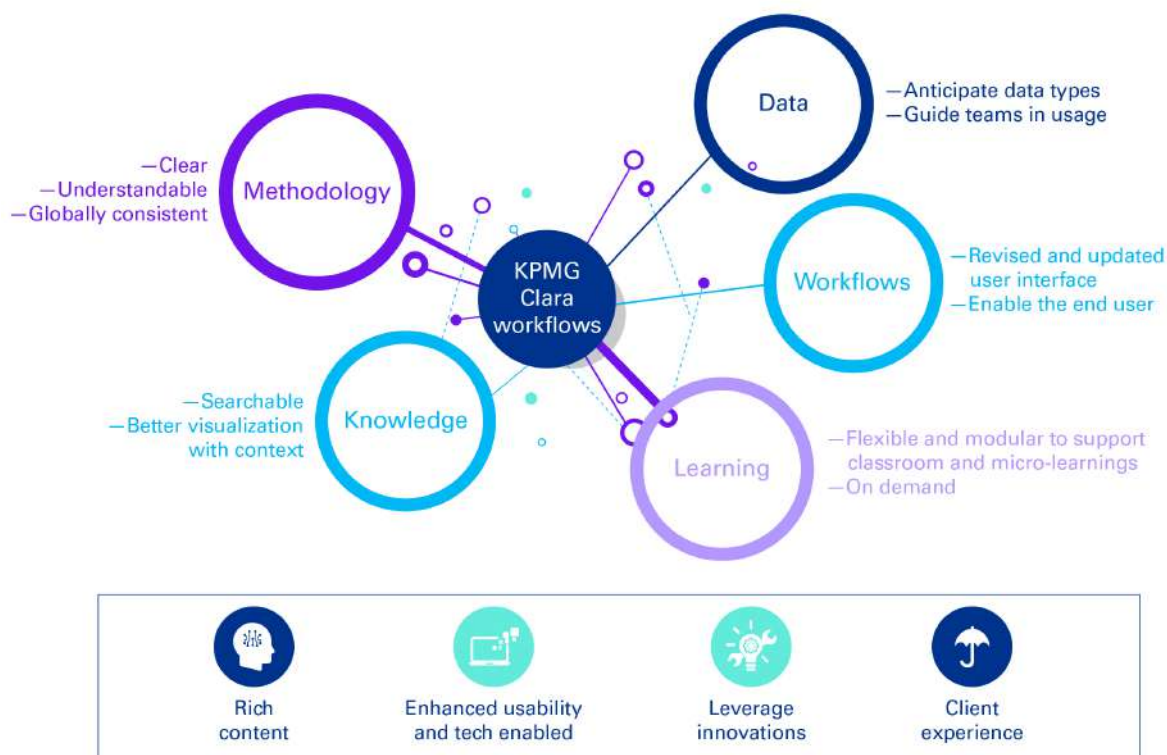 Data
—Anticipate data types
—Guide teams in usage
Methodology
—Clear
—Understandable
—Globally consistent
KPMG
Clara
workflows
Workflows
—Revised and updated
user interface
—Enable the end user
Knowledge
—Searchable
—Better visualization
with context
Learning
—Flexible and modular to support
classroom and micro-learnings
—On demand
Rich
content
Enhanced usability
and tech enabled
Leverage
innovations
Client
experience